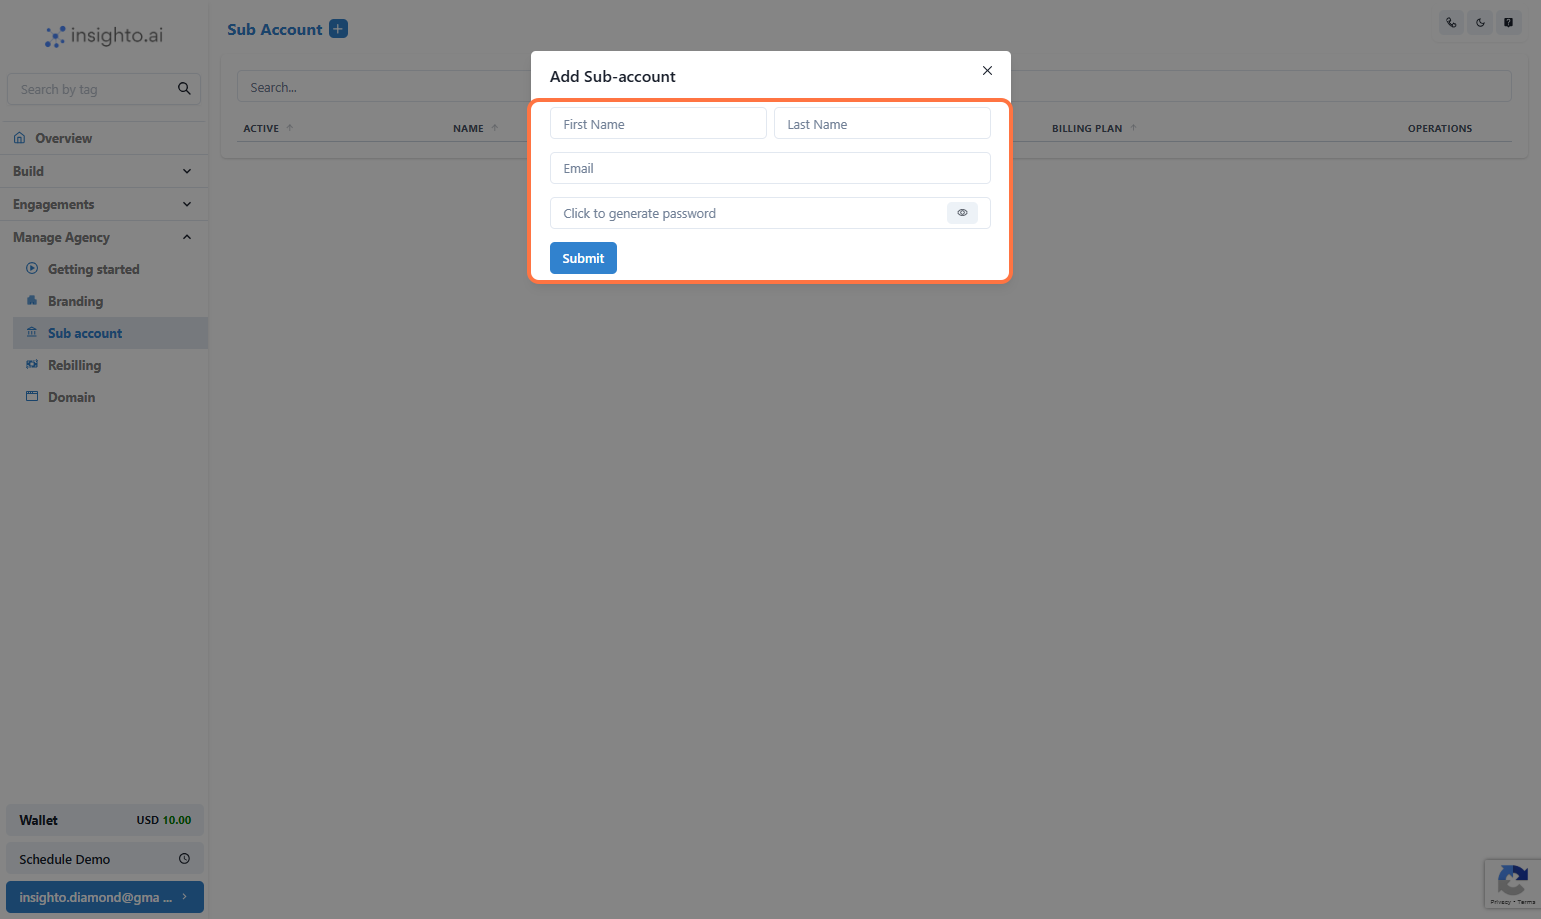 insighto.ai
Search by tag
Overview
Build
Engagements
Manage Agency
Getting started
Branding
Sub account
Rebilling
Domain
Wallet USD 10.00
Schedule Demo
insighto.diamond@gma ...
Sub Account
Search...
ACTIVE NAME BILLING PLAN OPERATIONS
Add Sub-account
First Name Last Name
Email
Click to generate password
Submit
Privacy - Terms